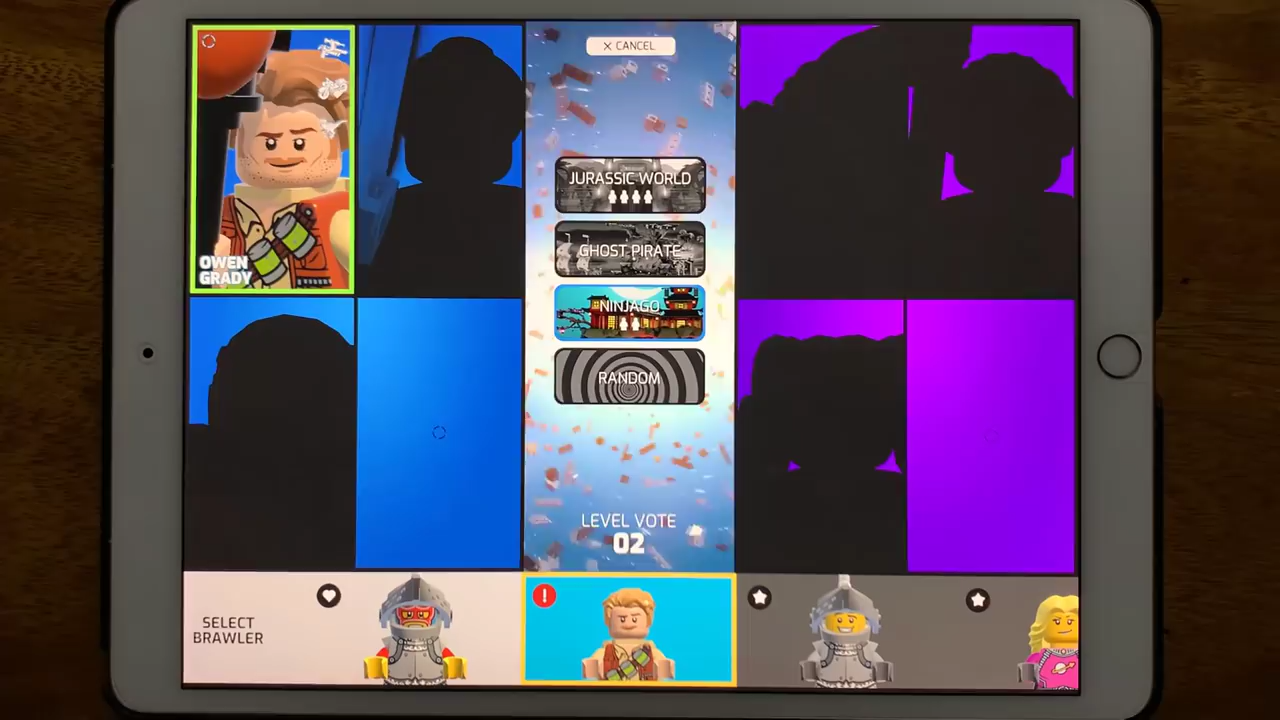 × CANCEL
JURASSIC WORLD
GHOST PIRATE
NINJAGO
RANDOM
OWEN
GRADY
LEVEL VOTE
02
SELECT
BRAWLER
!